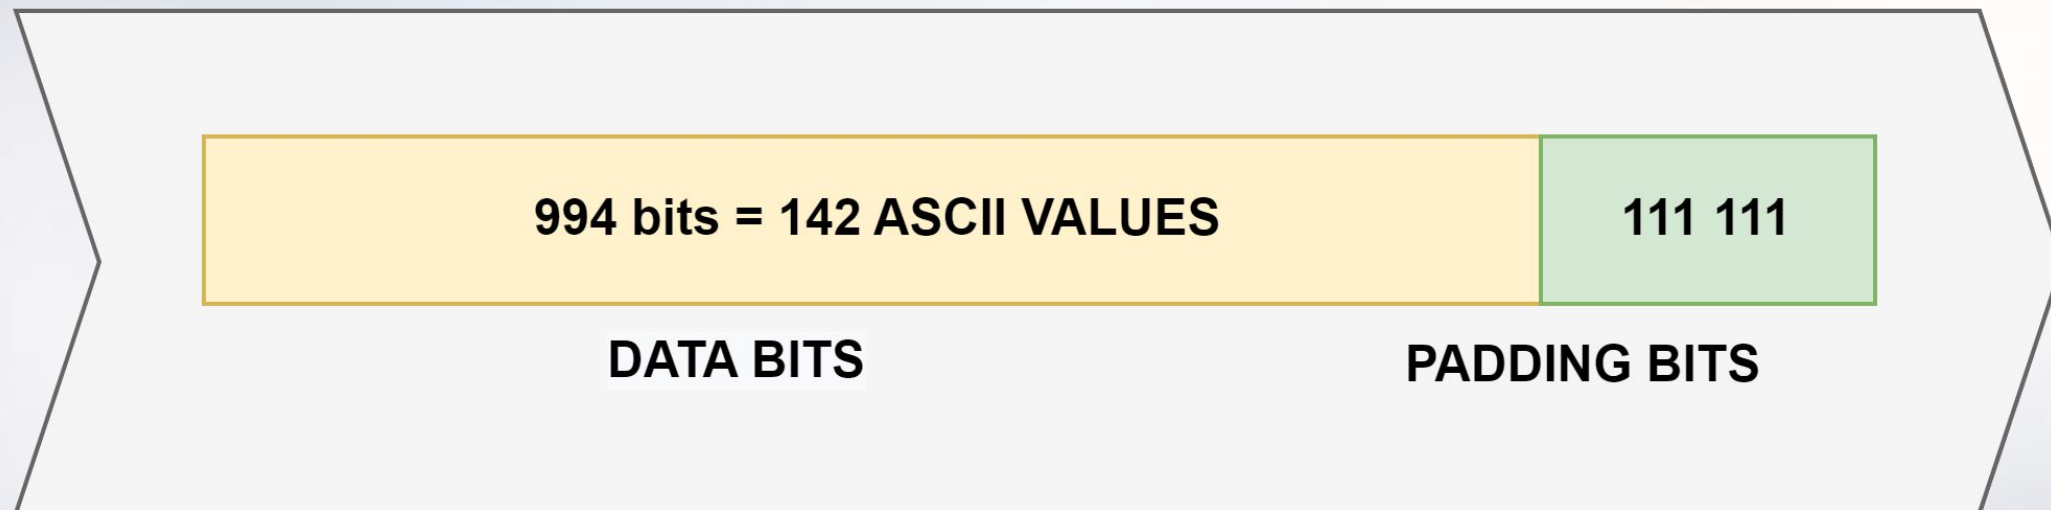 994 bits = 142 ASCII VALUES
111 111
DATA BITS
PADDING BITS